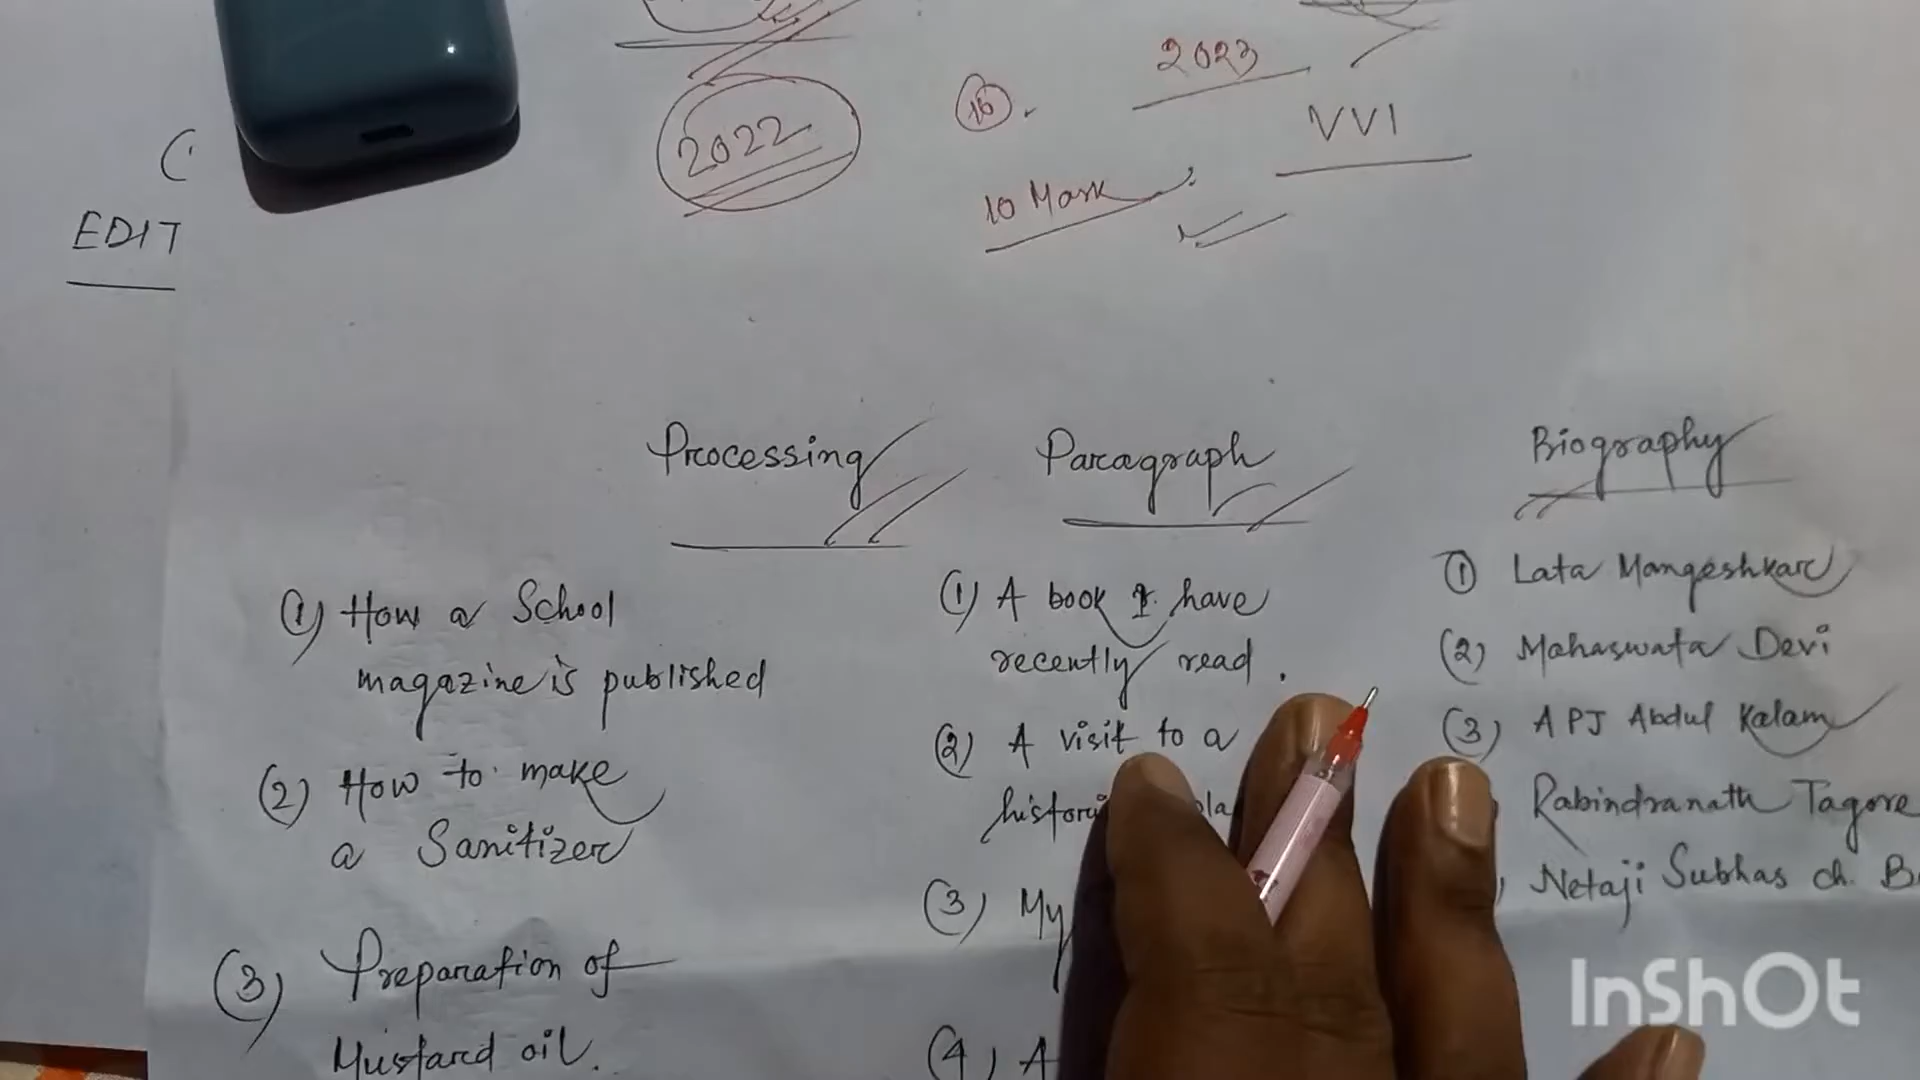 2022
16.
2023
VVI
10 Mark
EDIT
Processing
(1) How a School
magazine is published
(2) How to make
a Sanitizer
(3) Preparation of
Mustard oil.
Paragraph
(1) A book I have
recently read.
(2) A visit to a
(3) My
(4) A
Biography
(1) Lata Mangeshkar
(2) Mahaswata Devi
(3) APJ Abdul Kalam
Rabindranath Tagore
Netaji Subhas ch. B
InShOt